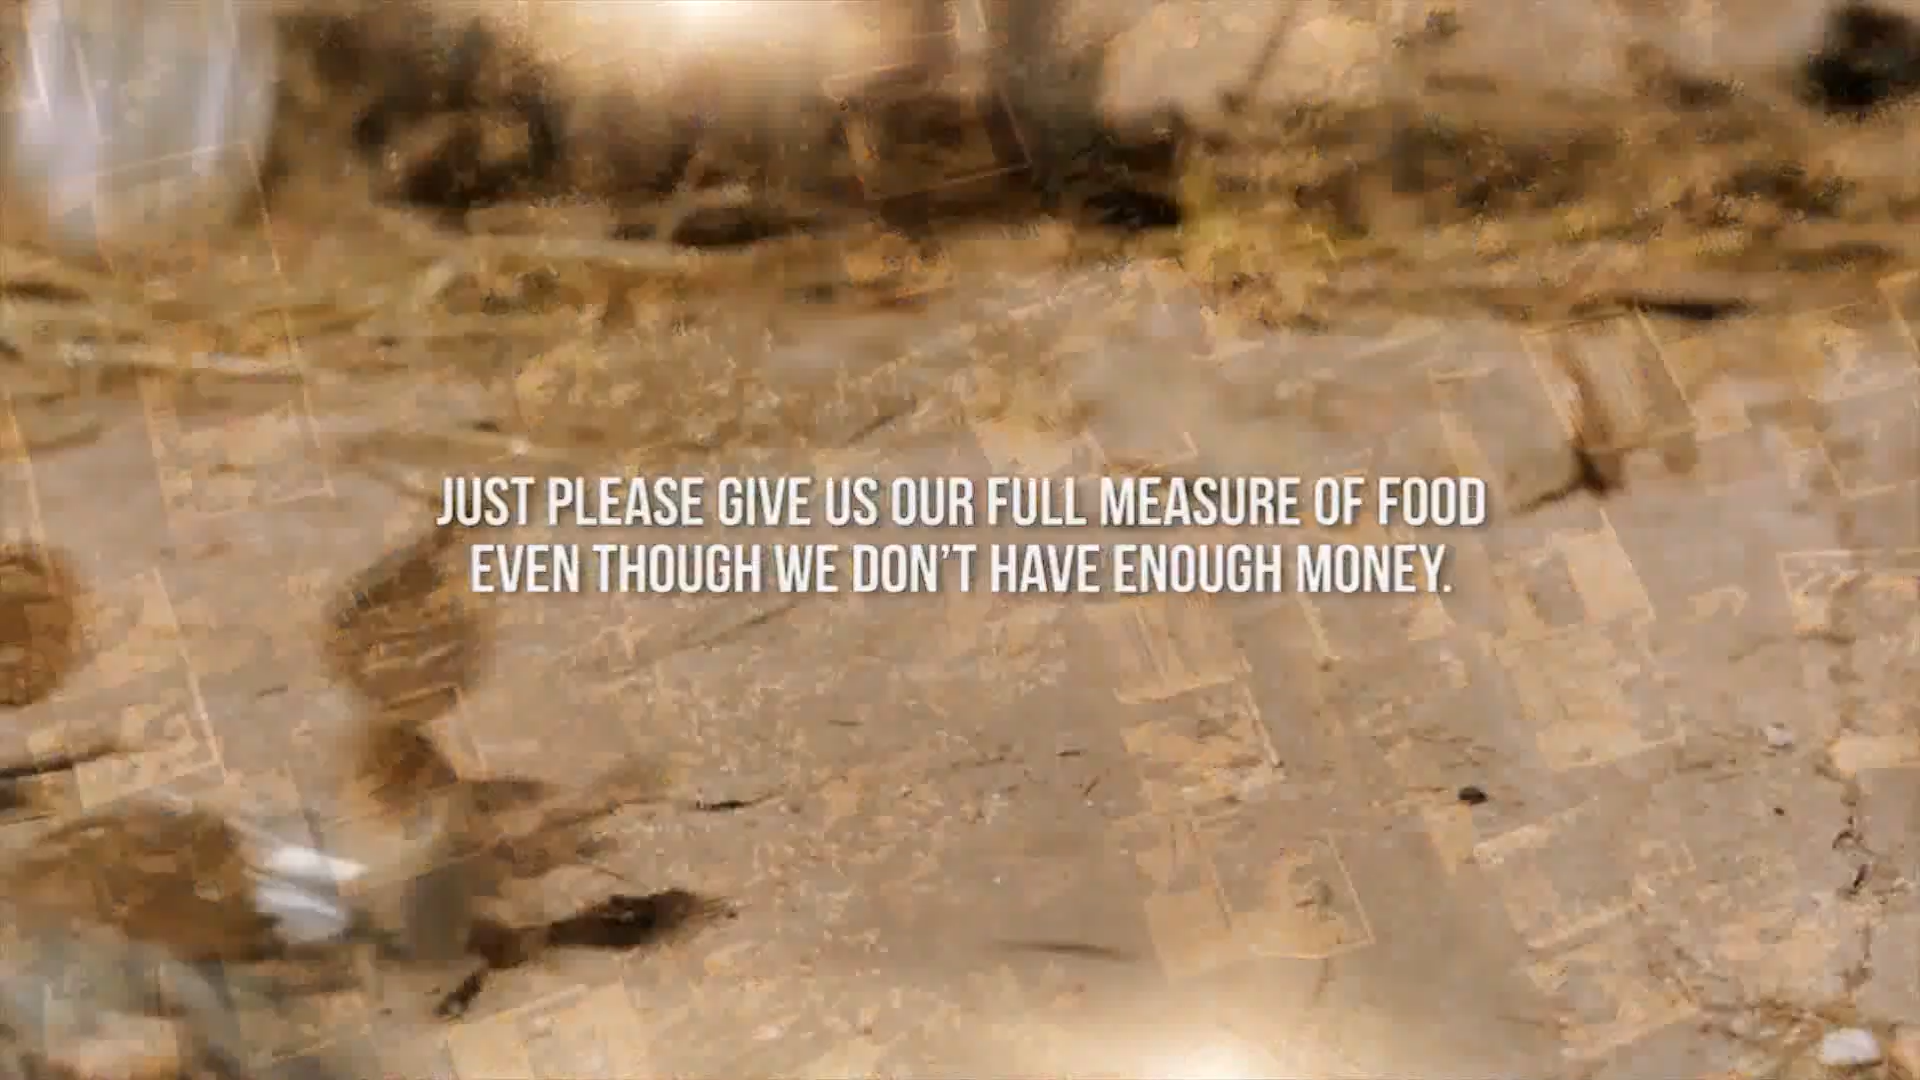 JUST PLEASE GIVE US OUR FULL MEASURE OF FOOD
EVEN THOUGH WE DON'T HAVE ENOUGH MONEY.